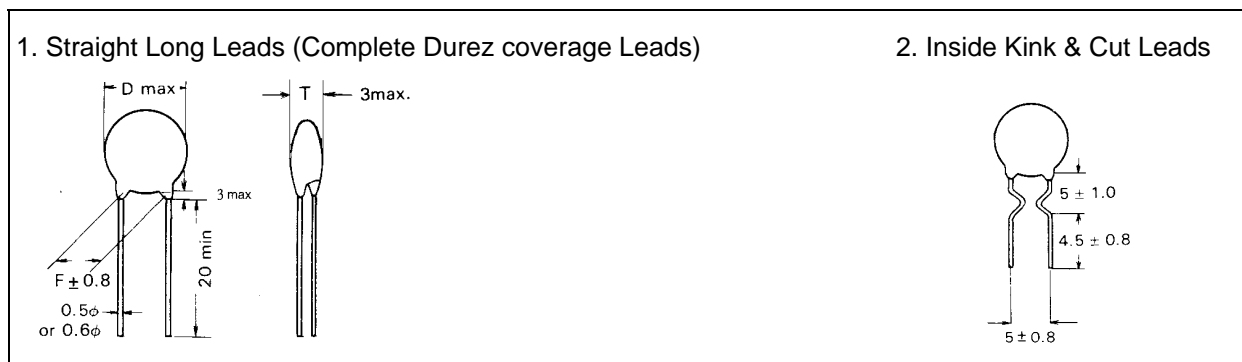 1. Straight Long Leads (Complete Durez coverage Leads)
2. Inside Kink & Cut Leads
D max
T
3max.
3 max
20 min
F ± 0.8
0.5ϕ
or 0.6ϕ
5 ± 1.0
4.5 ± 0.8
5 ± 0.8